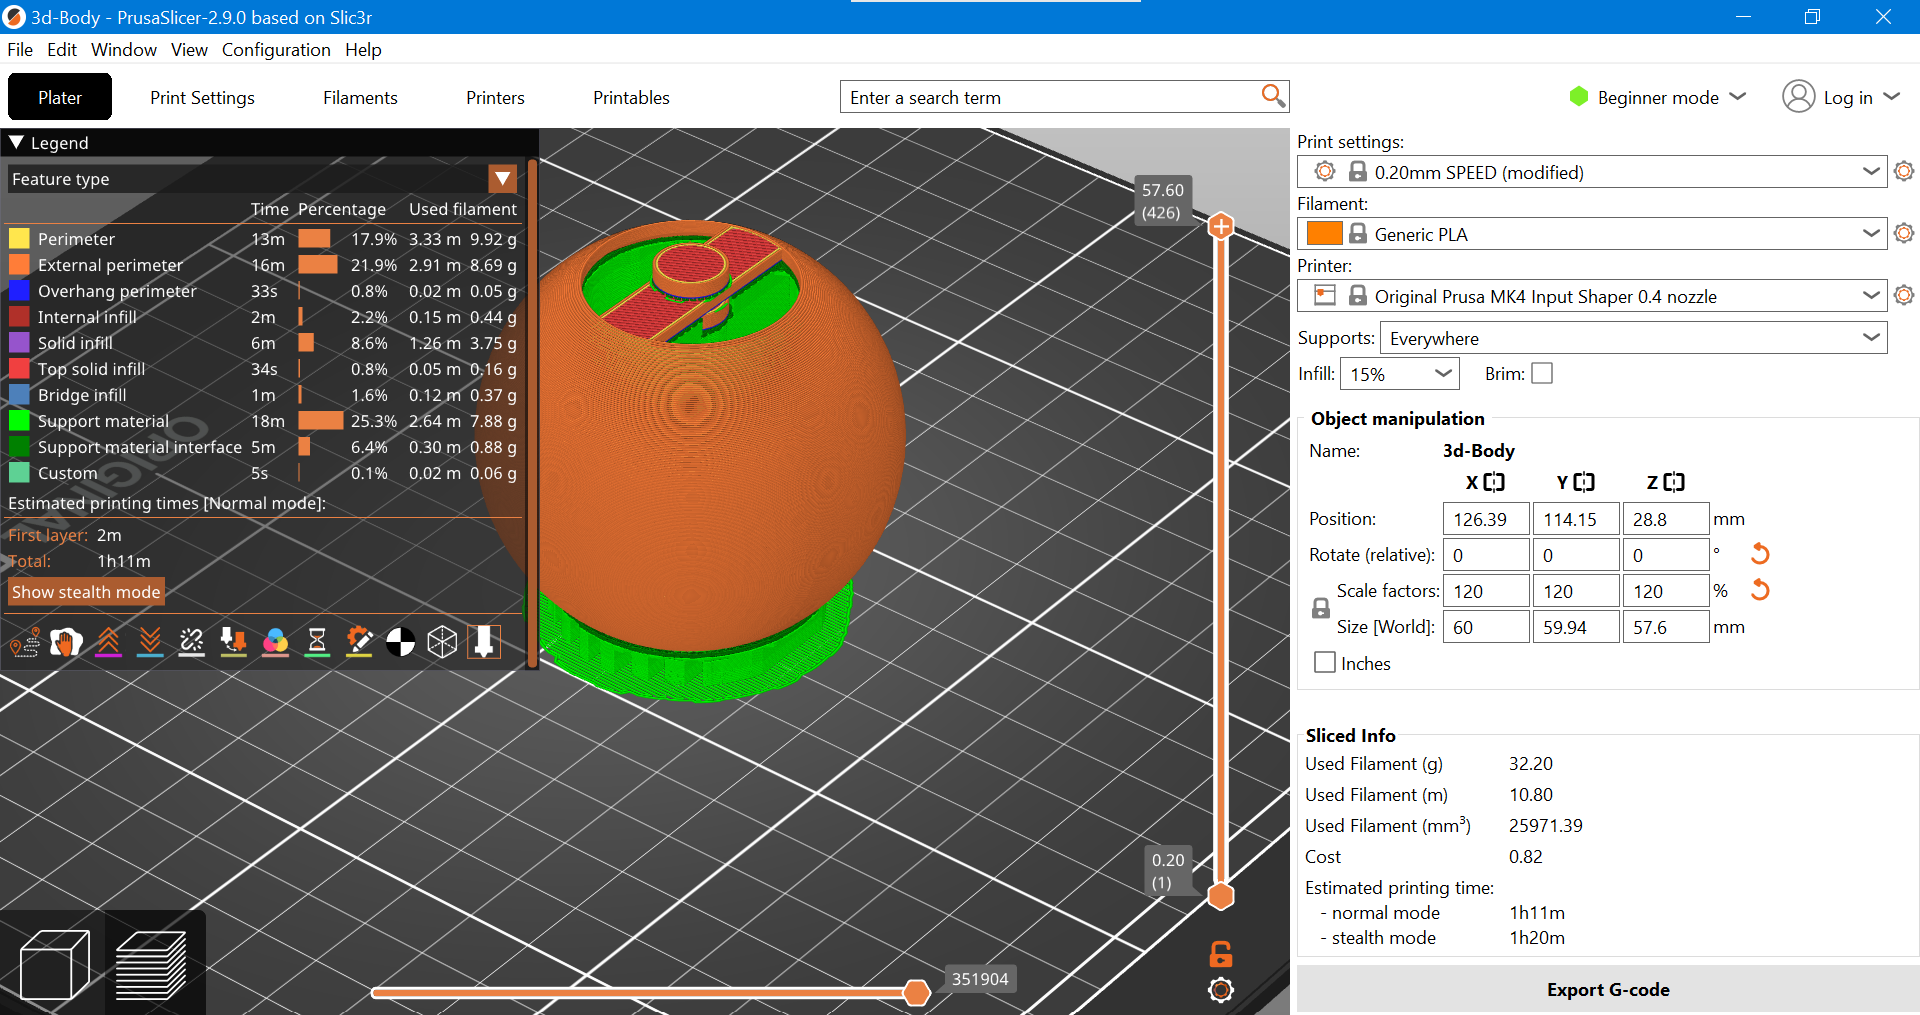 3d-Body - PrusaSlicer-2.9.0 based on Slic3r
File Edit Window View Configuration Help
Plater Print Settings Filaments Printers Printables Enter a search term Beginner mode Log in
Legend
Feature type
Time Percentage Used filament
Perimeter 13m 17.9% 3.33 m 9.92 g
External perimeter 16m 21.9% 2.91 m 8.69 g
Overhang perimeter 33s 0.8% 0.02 m 0.05 g
Internal infill 2m 2.2% 0.15 m 0.44 g
Solid infill 6m 8.6% 1.26 m 3.75 g
Top solid infill 34s 0.8% 0.05 m 0.16 g
Bridge infill 1m 1.6% 0.12 m 0.37 g
Support material 18m 25.3% 2.64 m 7.88 g
Support material interface 5m 6.4% 0.30 m 0.88 g
Custom 5s 0.1% 0.02 m 0.06 g
Estimated printing times [Normal mode]:
First layer: 2m
Total: 1h11m
Show stealth mode
ORIGINAL
57.60
(426)
0.20
(1)
351904
Print settings:
0.20mm SPEED (modified)
Filament:
Generic PLA
Printer:
Original Prusa MK4 Input Shaper 0.4 nozzle
Supports: Everywhere
Infill: 15% Brim:
Object manipulation
Name: 3d-Body
X Y Z
Position: 126.39 114.15 28.8 mm
Rotate (relative): 0 0 0 °
Scale factors: 120 120 120 %
Size [World]: 60 59.94 57.6 mm
Inches
Sliced Info
Used Filament (g) 32.20
Used Filament (m) 10.80
Used Filament (mm³) 25971.39
Cost 0.82
Estimated printing time:
- normal mode 1h11m
- stealth mode 1h20m
Export G-code